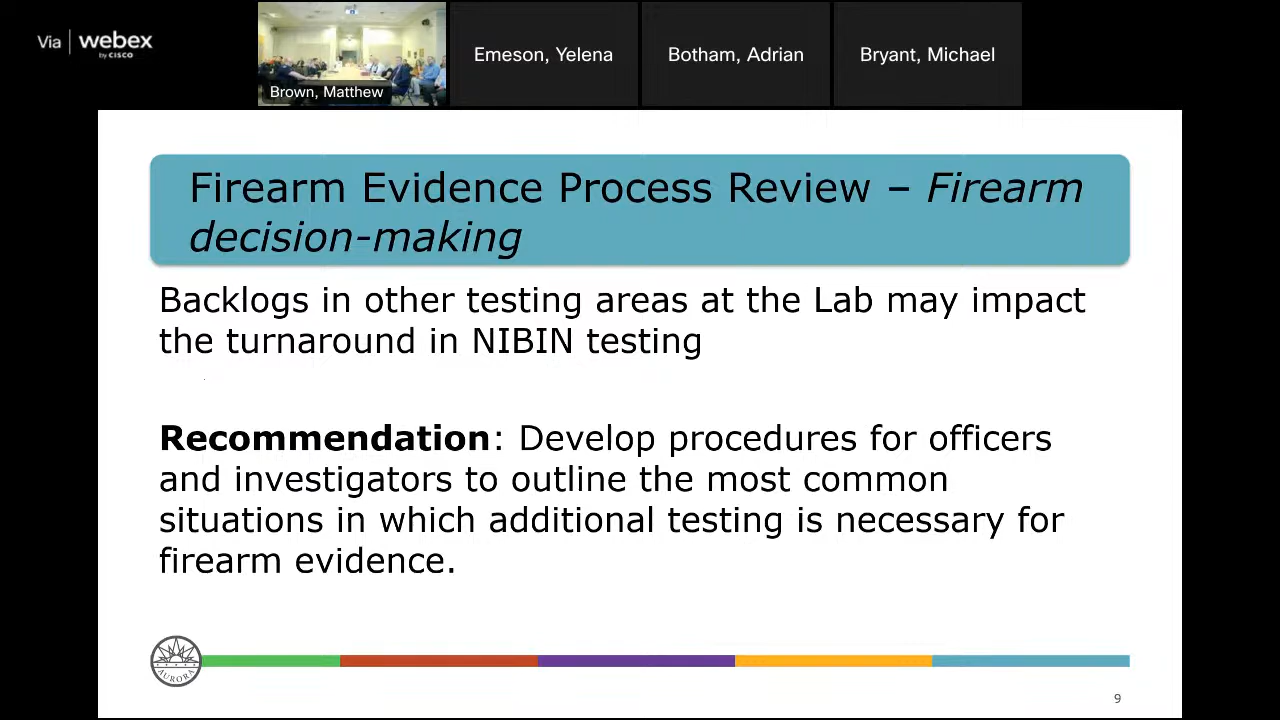 Via | webex
by CISCO
Brown, Matthew
Emeson, Yelena
Botham, Adrian
Bryant, Michael
Firearm Evidence Process Review – Firearm
decision-making
Backlogs in other testing areas at the Lab may impact
the turnaround in NIBIN testing
Recommendation: Develop procedures for officers
and investigators to outline the most common
situations in which additional testing is necessary for
firearm evidence.
AURORA
9